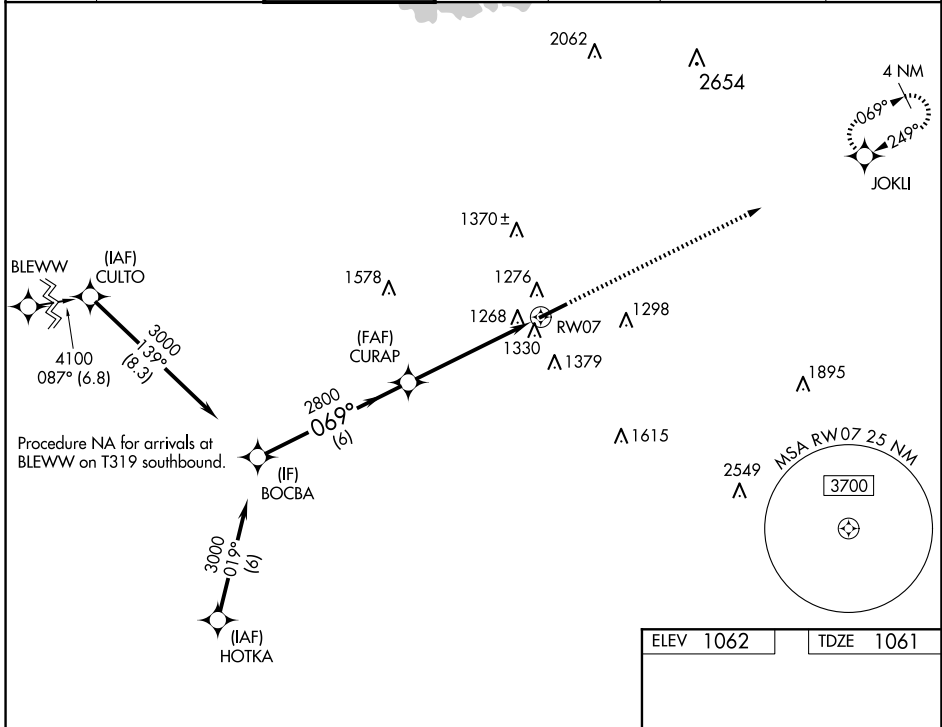 2062
2654
4 NM
069°
249°
JOKLI
1370±
BLEWW
(IAF)
CULTO
1578
1276
1268
RW07
1298
1330
3000
139°
(8.3)
4100
087° (6.8)
(FAF)
CURAP
1379
1895
2800
069°
(6)
Procedure NA for arrivals at
BLEWW on T319 southbound.
1615
(IF)
BOCBA
2549
MSA RW07 25 NM
3700
3000
019°
(6)
(IAF)
HOTKA
ELEV 1062
TDZE 1061